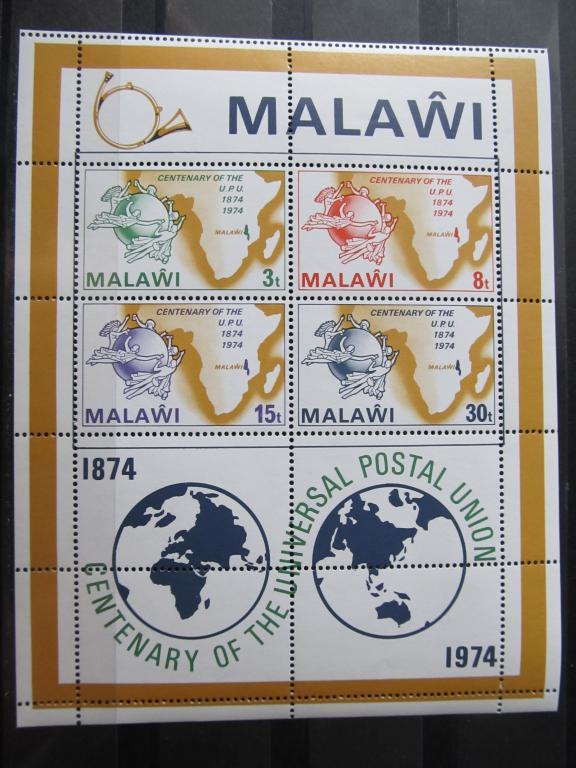 MALAŴI
CENTENARY OF THE
U.P.U.
1874
1974
MALAWI
MALAŴI
3t
CENTENARY OF THE
U.P.U.
1874
1974
MALAWI
MALAŴI
8t
CENTENARY OF THE
U.P.U.
1874
1974
MALAWI
MALAŴI
15t
CENTENARY OF THE
U.P.U.
1874
1974
MALAWI
MALAŴI
30t
1874
CENTENARY OF THE UNIVERSAL POSTAL UNION
1974